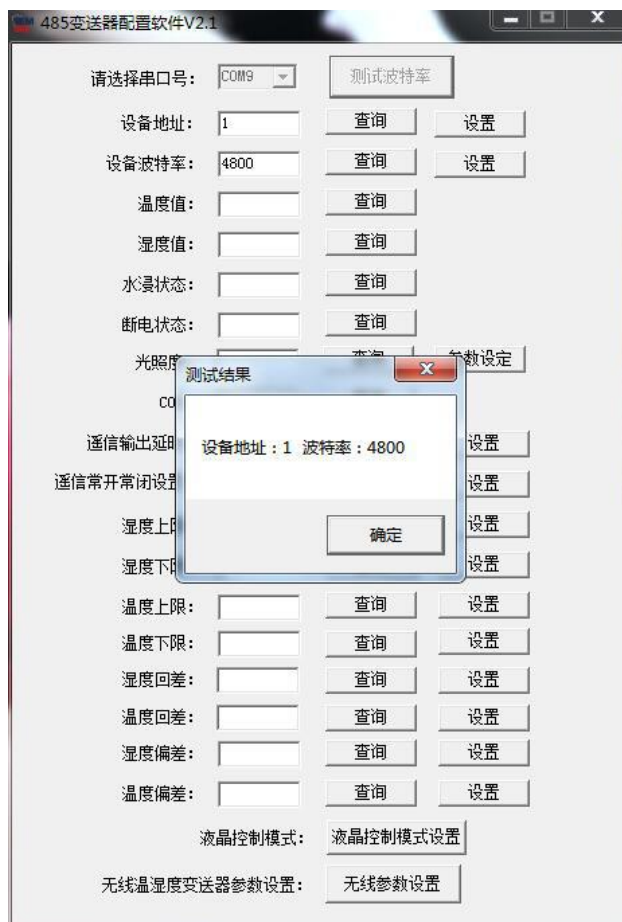 485变送器配置软件V2.1
请选择串口号： COM9 测试波特率
设备地址： 1 查询 设置
设备波特率： 4800 查询 设置
温度值： 查询
湿度值： 查询
水浸状态： 查询
断电状态： 查询
光照度 查询 参数设定
测试结果
CO
遥信输出延时 设置
设备地址：1 波特率：4800
遥信常开常闭设置 设置
湿度上限 设置
确定
湿度下限 设置
温度上限： 查询 设置
温度下限： 查询 设置
湿度回差： 查询 设置
温度回差： 查询 设置
湿度偏差： 查询 设置
温度偏差： 查询 设置
液晶控制模式： 液晶控制模式设置
无线温湿度变送器参数设置： 无线参数设置